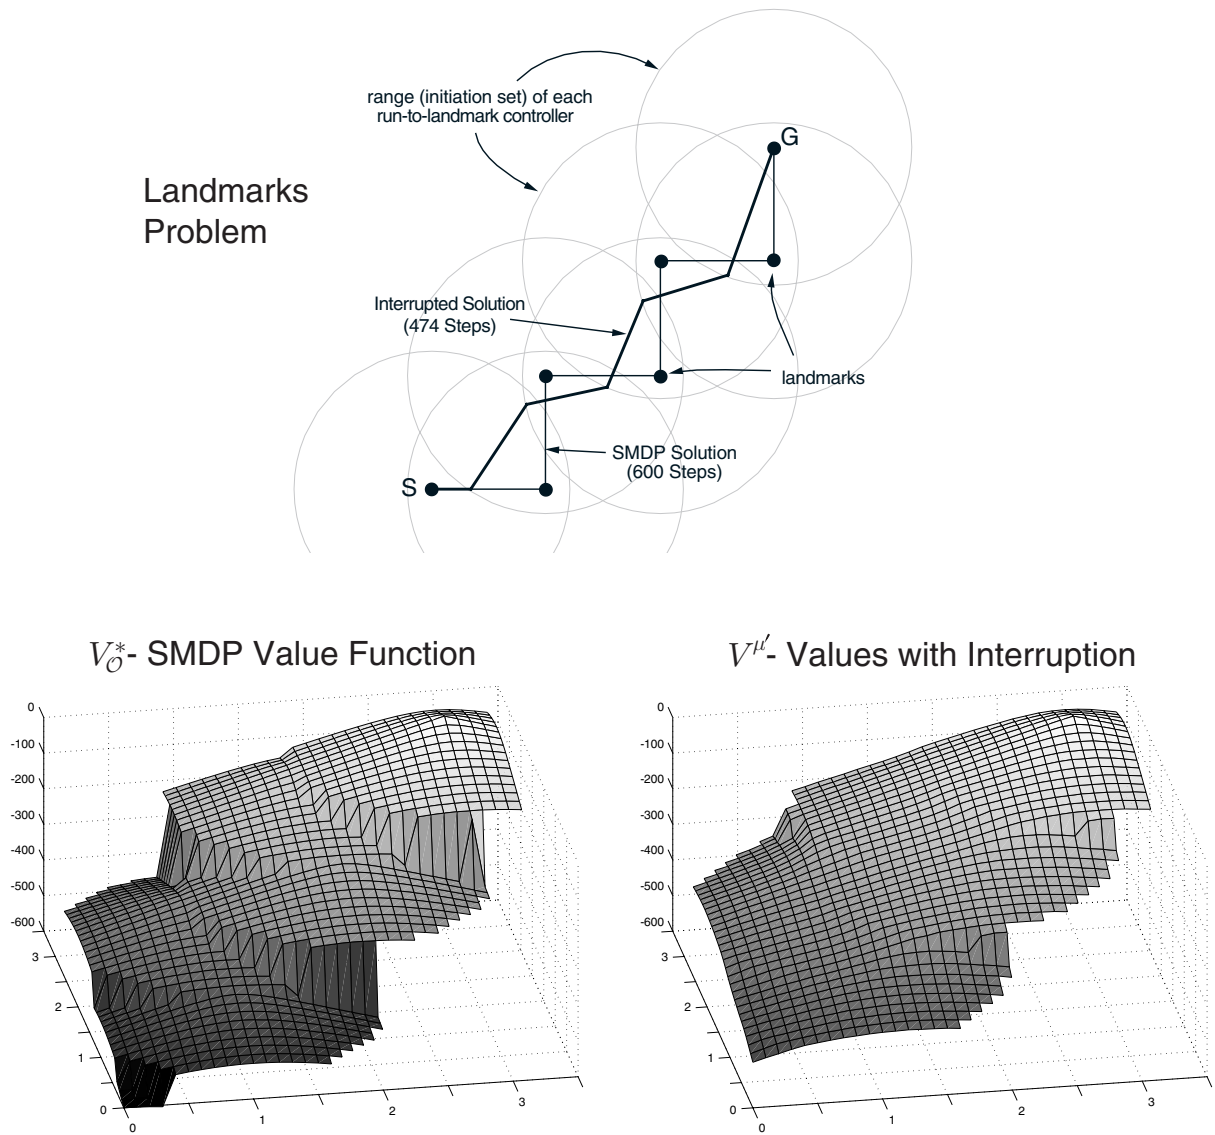 range (initiation set) of each
run-to-landmark controller
G
Landmarks
Problem
Interrupted Solution
(474 Steps)
landmarks
SMDP Solution
(600 Steps)
S
V*_O - SMDP Value Function
V^μ′ - Values with Interruption
0
-100
-200
-300
-400
-500
-600
3
2
1
0
0
1
2
3
0
-100
-200
-300
-400
-500
-600
3
2
1
0
0
1
2
3